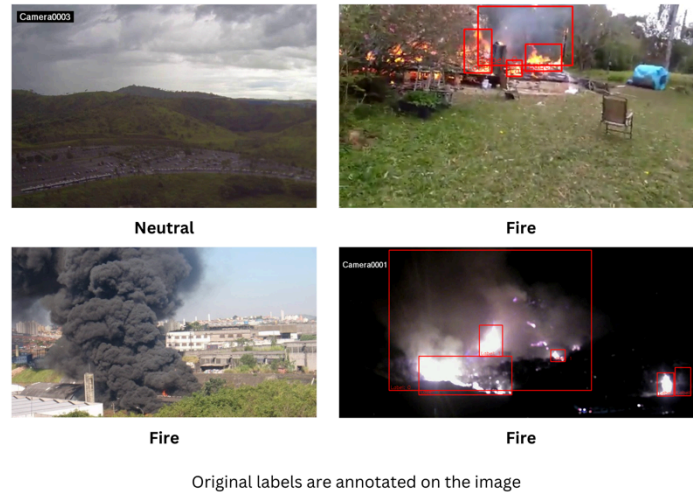 Camera0003
Neutral
Fire
Camera0001
Fire
Fire
Original labels are annotated on the image